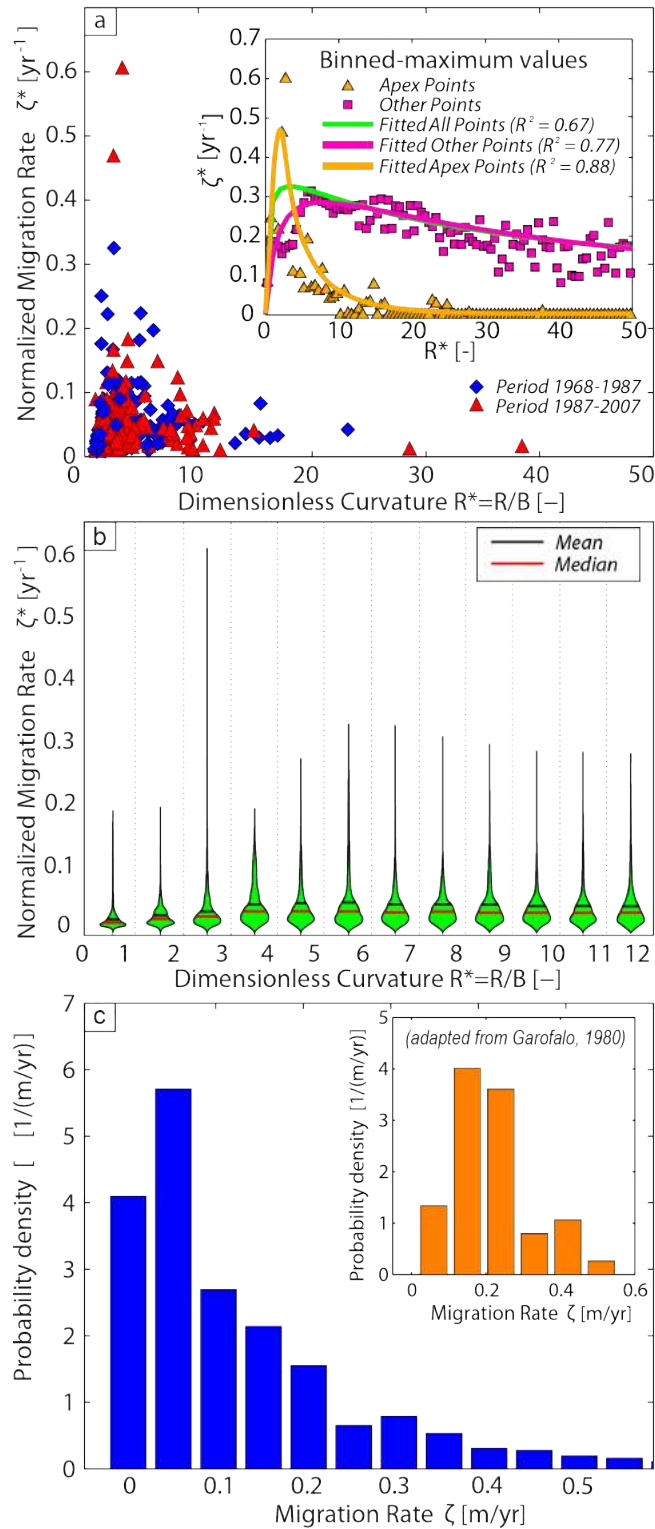 a
Normalized Migration Rate ζ* [yr⁻¹]
0.6
0.5
0.4
0.3
0.2
0.1
0
0 10 20 30 40 50
Dimensionless Curvature R*=R/B [−]
Period 1968-1987
Period 1987-2007
Binned-maximum values
Apex Points
Other Points
Fitted All Points (R² = 0.67)
Fitted Other Points (R² = 0.77)
Fitted Apex Points (R² = 0.88)
ζ* [yr⁻¹]
0.7
0.6
0.5
0.4
0.3
0.2
0.1
0
0 10 20 30 40 50
R* [-]
b
Mean
Median
Normalized Migration Rate ζ* [yr⁻¹]
0.6
0.5
0.4
0.3
0.2
0.1
0
0 1 2 3 4 5 6 7 8 9 10 11 12
Dimensionless Curvature R*=R/B [−]
c
Probability density [ [1/(m/yr)]
7
6
5
4
3
2
1
0
0 0.1 0.2 0.3 0.4 0.5
Migration Rate ζ [m/yr]
(adapted from Garofalo, 1980)
Probability density [1/(m/yr)]
5
4
3
2
1
0
0 0.2 0.4 0.6
Migration Rate ζ [m/yr]